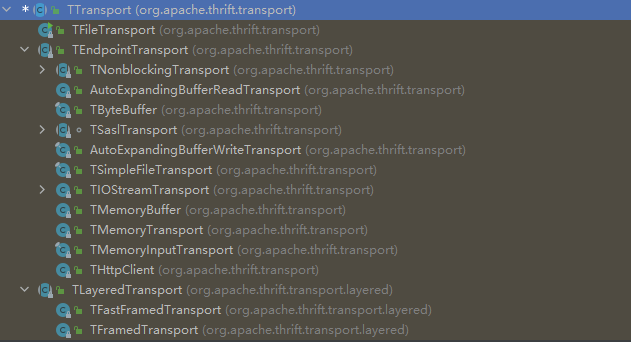 * TTransport (org.apache.thrift.transport)
TFileTransport (org.apache.thrift.transport)
TEndpointTransport (org.apache.thrift.transport)
TNonblockingTransport (org.apache.thrift.transport)
AutoExpandingBufferReadTransport (org.apache.thrift.transport)
TByteBuffer (org.apache.thrift.transport)
TSaslTransport (org.apache.thrift.transport)
AutoExpandingBufferWriteTransport (org.apache.thrift.transport)
TSimpleFileTransport (org.apache.thrift.transport)
TIOStreamTransport (org.apache.thrift.transport)
TMemoryBuffer (org.apache.thrift.transport)
TMemoryTransport (org.apache.thrift.transport)
TMemoryInputTransport (org.apache.thrift.transport)
THttpClient (org.apache.thrift.transport)
TLayeredTransport (org.apache.thrift.transport.layered)
TFastFramedTransport (org.apache.thrift.transport.layered)
TFramedTransport (org.apache.thrift.transport.layered)